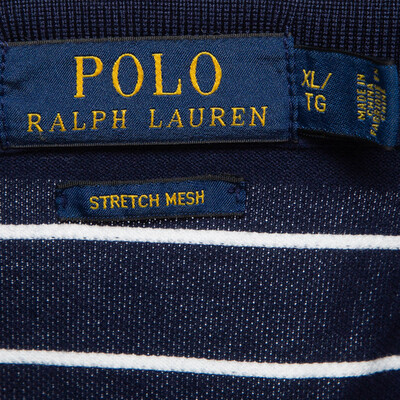 POLO
RALPH LAUREN
XL/
TG
MADE IN
CHINA
STRETCH MESH